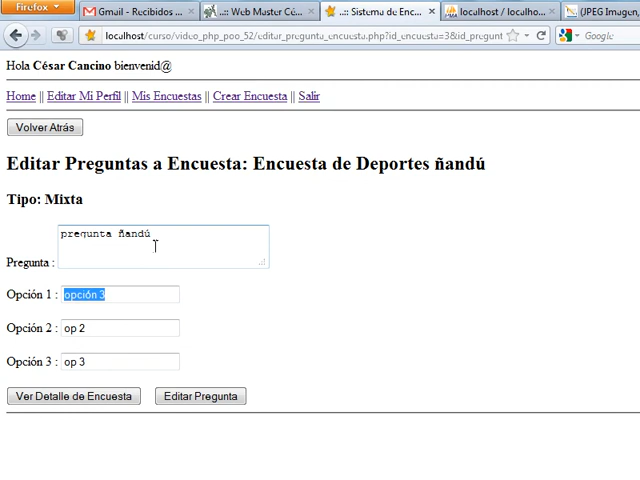 Firefox
Gmail - Recibidos ...
..:: Web Master Cé...
..:: Sistema de Enc...
localhost / localho...
(JPEG Imagen,
localhost/curso/video_php_poo_52/editar_pregunta_encuesta.php?id_encuesta=3&id_pregunt
Google
Hola César Cancino bienvenid@
Home || Editar Mi Perfil || Mis Encuestas || Crear Encuesta || Salir
Volver Atrás
Editar Preguntas a Encuesta: Encuesta de Deportes ñandú
Tipo: Mixta
pregunta ñandú
Pregunta :
Opción 1 : opción 3
Opción 2 : op 2
Opción 3 : op 3
Ver Detalle de Encuesta Editar Pregunta